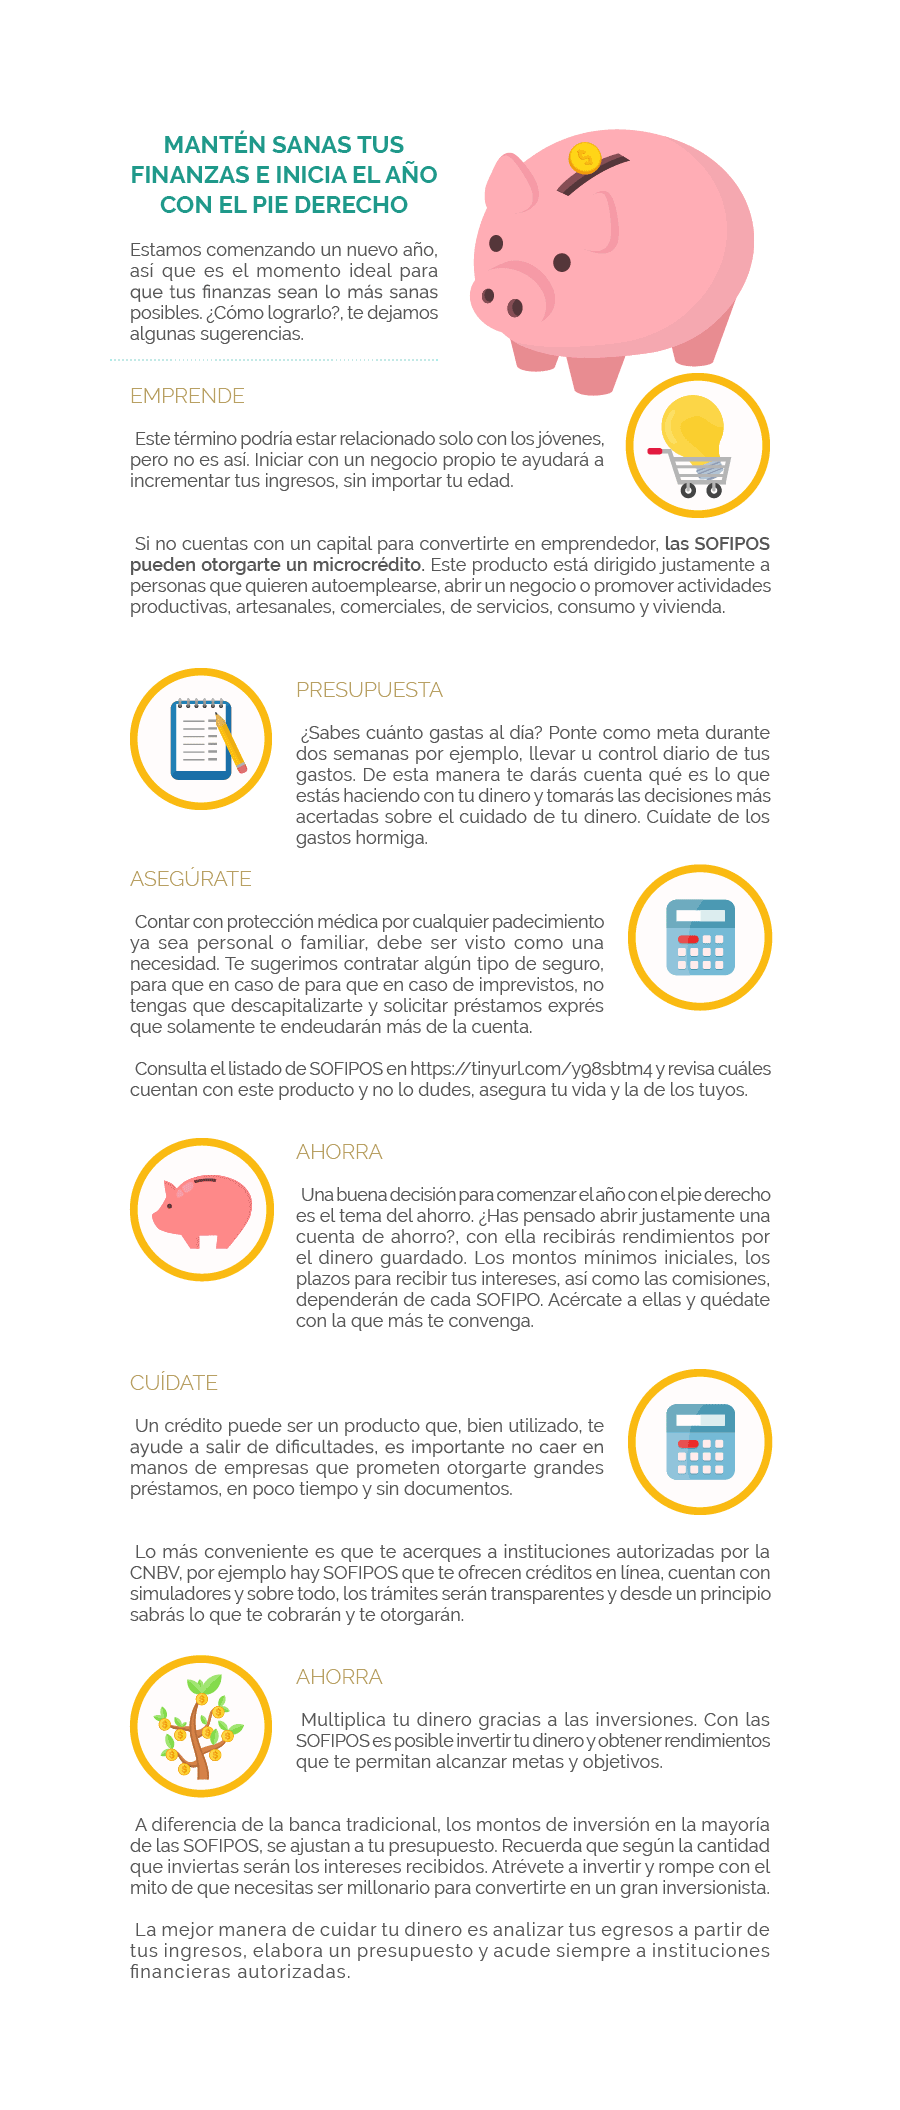 MANTÉN SANAS TUS
FINANZAS E INICIA EL AÑO
CON EL PIE DERECHO
Estamos comenzando un nuevo año,
así que es el momento ideal para
que tus finanzas sean lo más sanas
posibles. ¿Cómo lograrlo?, te dejamos
algunas sugerencias.
EMPRENDE
Este término podría estar relacionado solo con los jóvenes,
pero no es así. Iniciar con un negocio propio te ayudará a
incrementar tus ingresos, sin importar tu edad.
Si no cuentas con un capital para convertirte en emprendedor, las SOFIPOS
pueden otorgarte un microcrédito. Este producto está dirigido justamente a
personas que quieren autoemplearse, abrir un negocio o promover actividades
productivas, artesanales, comerciales, de servicios, consumo y vivienda.
PRESUPUESTA
¿Sabes cuánto gastas al día? Ponte como meta durante
dos semanas por ejemplo, llevar u control diario de tus
gastos. De esta manera te darás cuenta qué es lo que
estás haciendo con tu dinero y tomarás las decisiones más
acertadas sobre el cuidado de tu dinero. Cuídate de los
gastos hormiga.
ASEGÚRATE
Contar con protección médica por cualquier padecimiento
ya sea personal o familiar, debe ser visto como una
necesidad. Te sugerimos contratar algún tipo de seguro,
para que en caso de para que en caso de imprevistos, no
tengas que descapitalizarte y solicitar préstamos exprés
que solamente te endeudarán más de la cuenta.
Consulta el listado de SOFIPOS en https://tinyurl.com/y98sbtm4 y revisa cuáles
cuentan con este producto y no lo dudes, asegura tu vida y la de los tuyos.
AHORRA
Una buena decisión para comenzar el año con el pie derecho
es el tema del ahorro. ¿Has pensado abrir justamente una
cuenta de ahorro?, con ella recibirás rendimientos por
el dinero guardado. Los montos mínimos iniciales, los
plazos para recibir tus intereses, así como las comisiones,
dependerán de cada SOFIPO. Acércate a ellas y quédate
con la que más te convenga.
CUÍDATE
Un crédito puede ser un producto que, bien utilizado, te
ayude a salir de dificultades, es importante no caer en
manos de empresas que prometen otorgarte grandes
préstamos, en poco tiempo y sin documentos.
Lo más conveniente es que te acerques a instituciones autorizadas por la
CNBV, por ejemplo hay SOFIPOS que te ofrecen créditos en línea, cuentan con
simuladores y sobre todo, los trámites serán transparentes y desde un principio
sabrás lo que te cobrarán y te otorgarán.
AHORRA
Multiplica tu dinero gracias a las inversiones. Con las
SOFIPOS es posible invertir tu dinero y obtener rendimientos
que te permitan alcanzar metas y objetivos.
A diferencia de la banca tradicional, los montos de inversión en la mayoría
de las SOFIPOS, se ajustan a tu presupuesto. Recuerda que según la cantidad
que inviertas serán los intereses recibidos. Atrévete a invertir y rompe con el
mito de que necesitas ser millonario para convertirte en un gran inversionista.
La mejor manera de cuidar tu dinero es analizar tus egresos a partir de
tus ingresos, elabora un presupuesto y acude siempre a instituciones
financieras autorizadas.